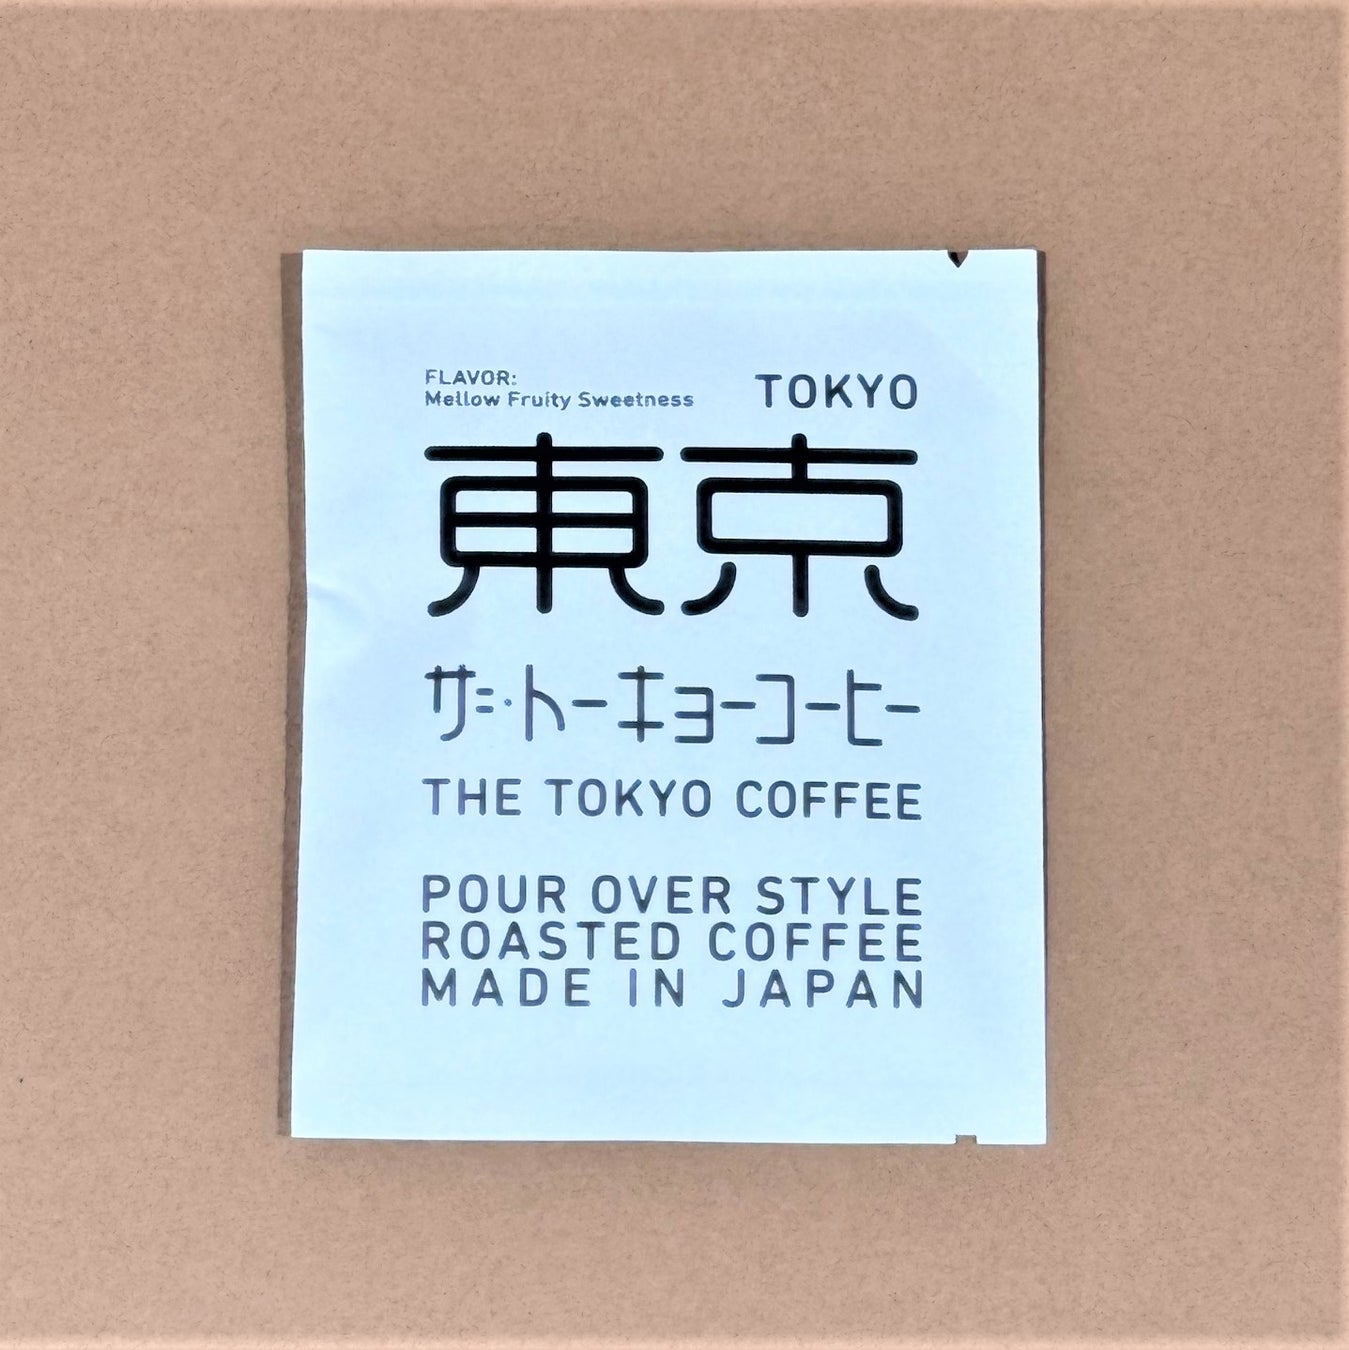 FLAVOR:
Mellow Fruity Sweetness
TOKYO
東京
ザ・トーキョーコーヒー
THE TOKYO COFFEE
POUR OVER STYLE
ROASTED COFFEE
MADE IN JAPAN